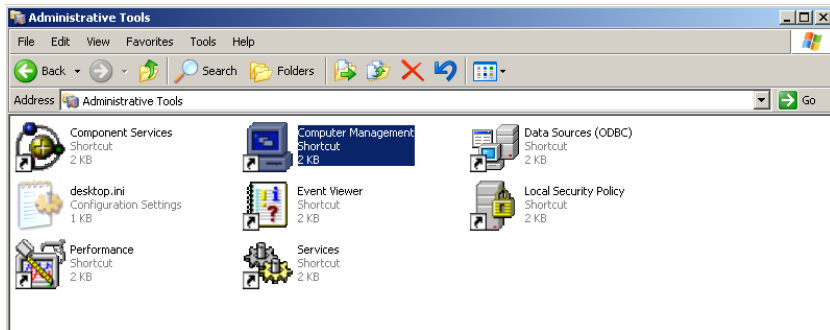 Administrative Tools
File Edit View Favorites Tools Help
Back Search Folders
Address Administrative Tools Go
Component Services
Shortcut
2 KB
Computer Management
Shortcut
2 KB
Data Sources (ODBC)
Shortcut
2 KB
desktop.ini
Configuration Settings
1 KB
Event Viewer
Shortcut
2 KB
Local Security Policy
Shortcut
2 KB
Performance
Shortcut
2 KB
Services
Shortcut
2 KB